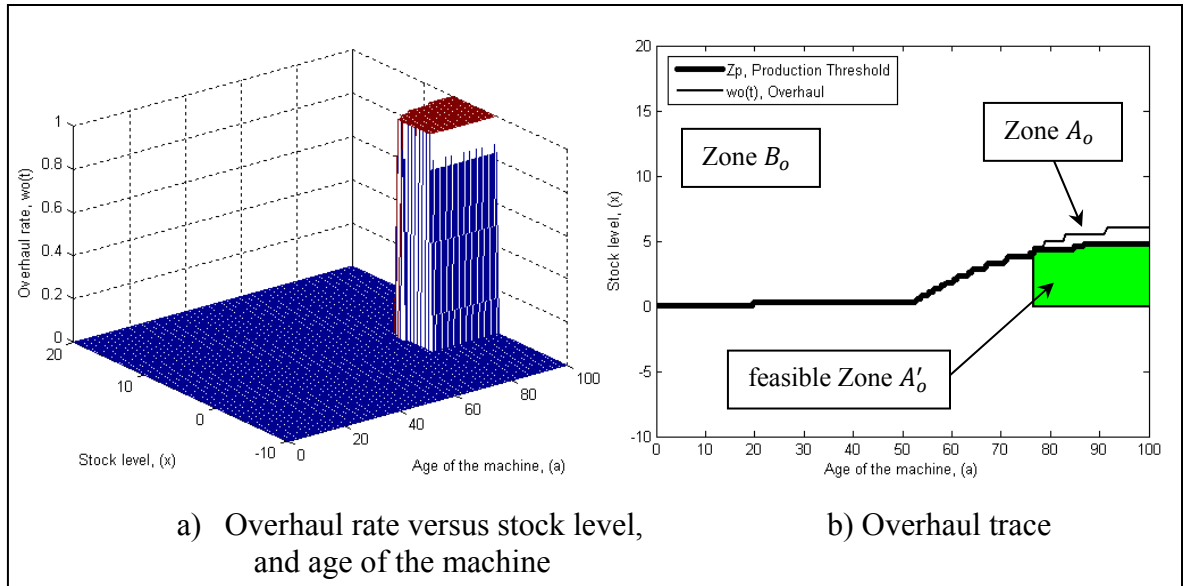 1
0.8
0.6
0.4
0.2
0
Overhaul rate, wo(t)
20
10
0
-10
Stock level, (x)
0
20
40
60
80
100
Age of the machine, (a)
a) Overhaul rate versus stock level,
and age of the machine
20
15
10
5
0
-5
-10
Stock level, (x)
Zp, Production Threshold
wo(t), Overhaul
Zone Bₒ
Zone Aₒ
feasible Zone A′ₒ
0
10
20
30
40
50
60
70
80
90
100
Age of the machine, (a)
b) Overhaul trace